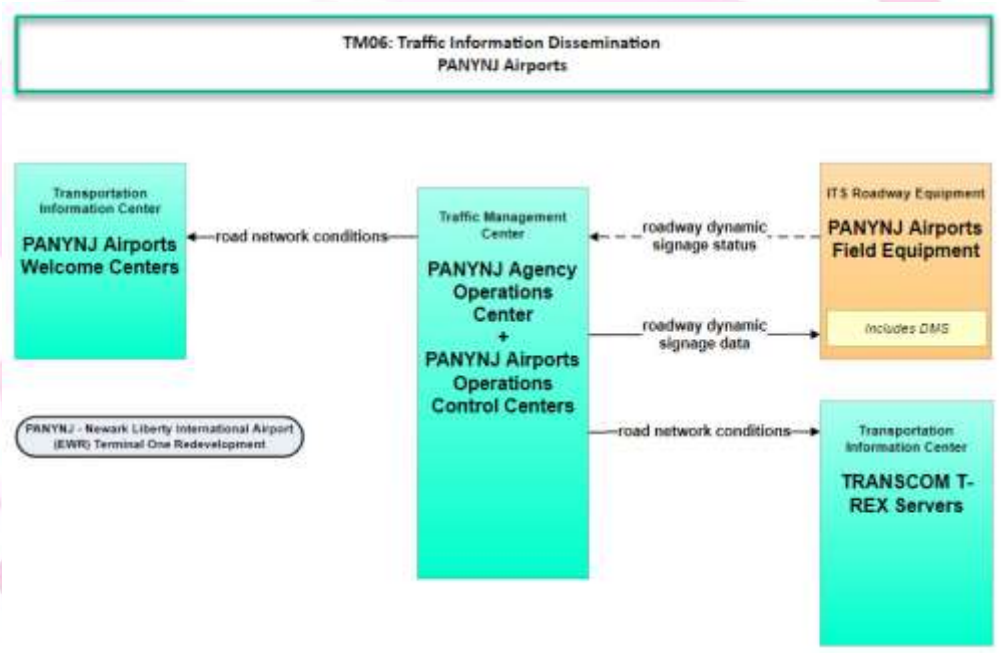 TM06: Traffic Information Dissemination
PANYNJ Airports
Transportation
Information Center
PANYNJ Airports
Welcome Centers
road network conditions
Traffic Management
Center
PANYNJ Agency
Operations
Center
+
PANYNJ Airports
Operations
Control Centers
roadway dynamic
signage status
ITS Roadway Equipment
PANYNJ Airports
Field Equipment
Includes DMS
roadway dynamic
signage data
PANYNJ - Newark Liberty International Airport
(EWR) Terminal One Redevelopment
road network conditions
Transportation
Information Center
TRANSCOM T-
REX Servers